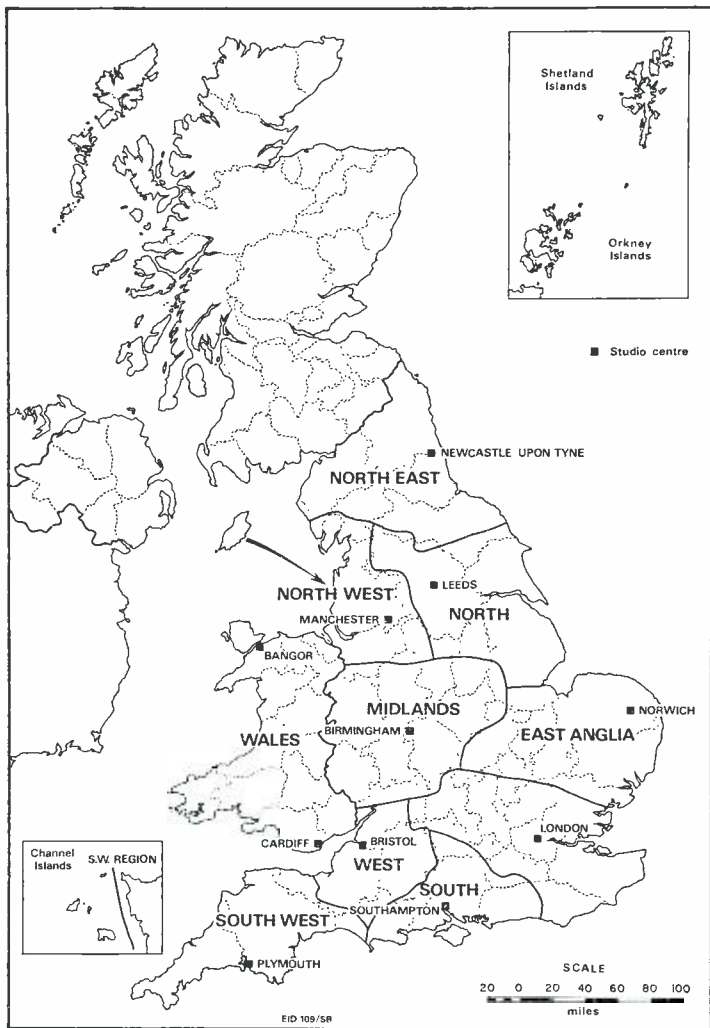 Shetland
Islands
Orkney
Islands
■ Studio centre
NEWCASTLE UPON TYNE
NORTH EAST
NORTH WEST
LEEDS
MANCHESTER
NORTH
BANGOR
MIDLANDS
NORWICH
BIRMINGHAM
EAST ANGLIA
WALES
LONDON
CARDIFF
BRISTOL
WEST
Channel
Islands
S.W. REGION
SOUTH
SOUTHAMPTON
SOUTH WEST
PLYMOUTH
SCALE
20 0 20 40 60 80 100
miles
EID 109/SR